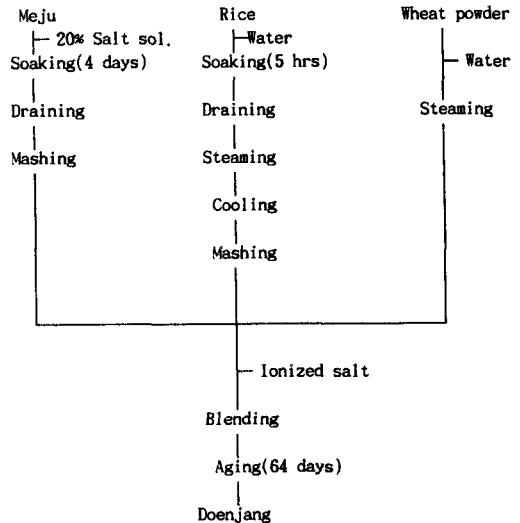 Meju Rice Wheat powder
20% Salt sol. Water
Soaking(4 days) Soaking(5 hrs) Water
Draining Draining Steaming
Mashing Steaming
Cooling
Mashing
Ionized salt
Blending
Aging(64 days)
Doenjang